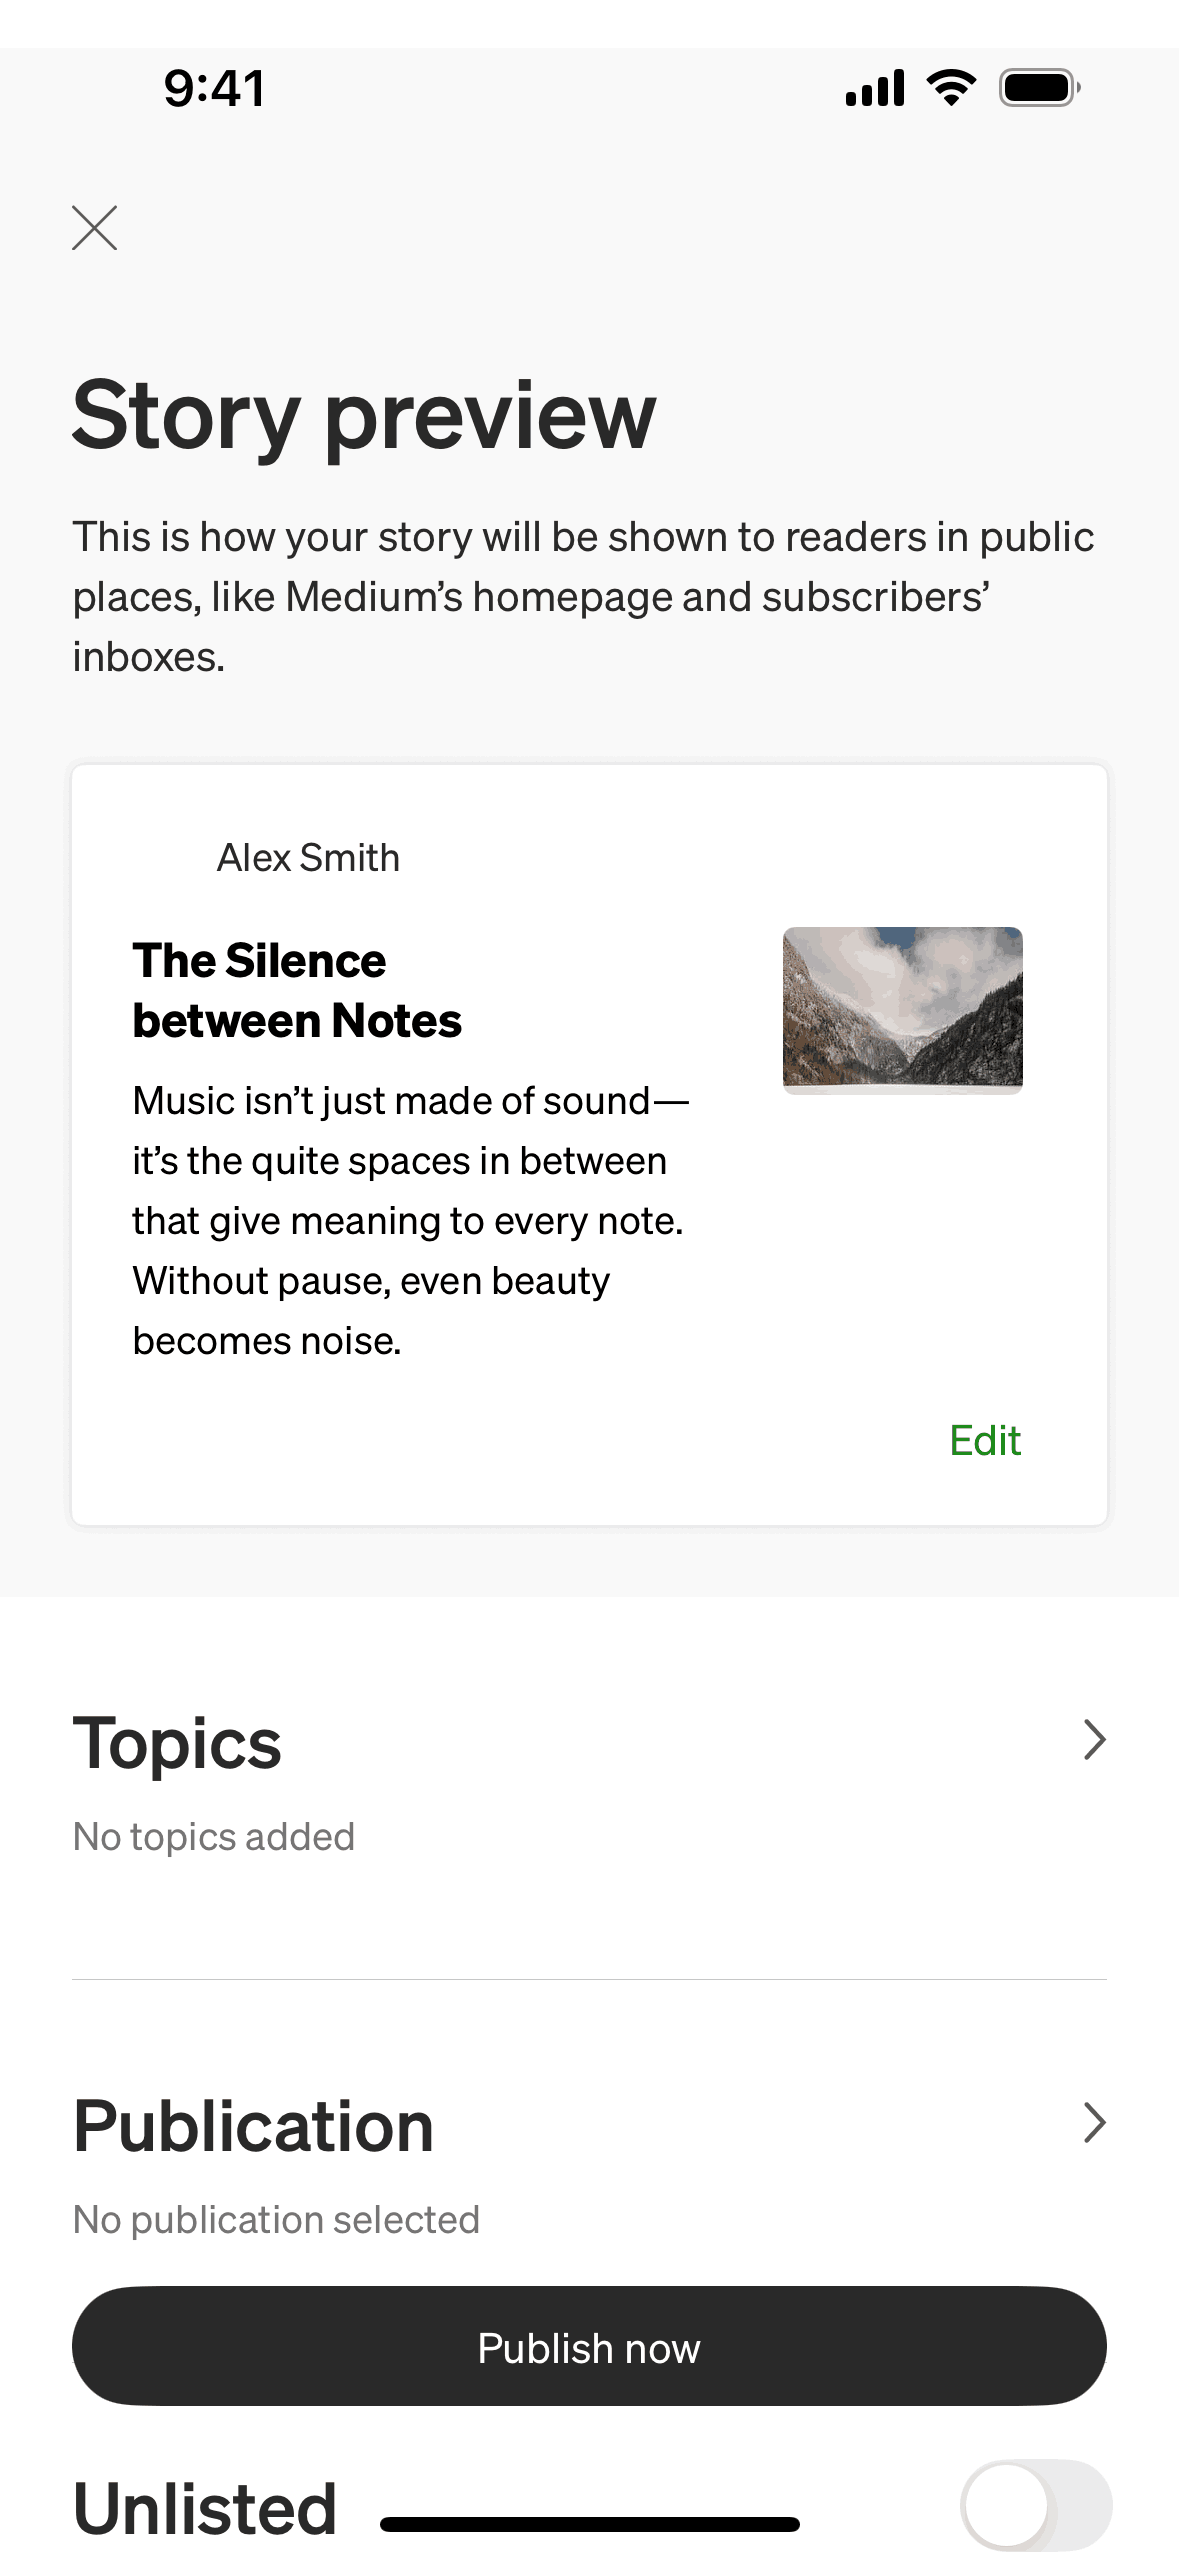 9:41
Story preview
This is how your story will be shown to readers in public
places, like Medium’s homepage and subscribers’
inboxes.
Alex Smith
The Silence
between Notes
Music isn’t just made of sound—
it’s the quite spaces in between
that give meaning to every note.
Without pause, even beauty
becomes noise.
Edit
Topics
No topics added
Publication
No publication selected
Publish now
Unlisted